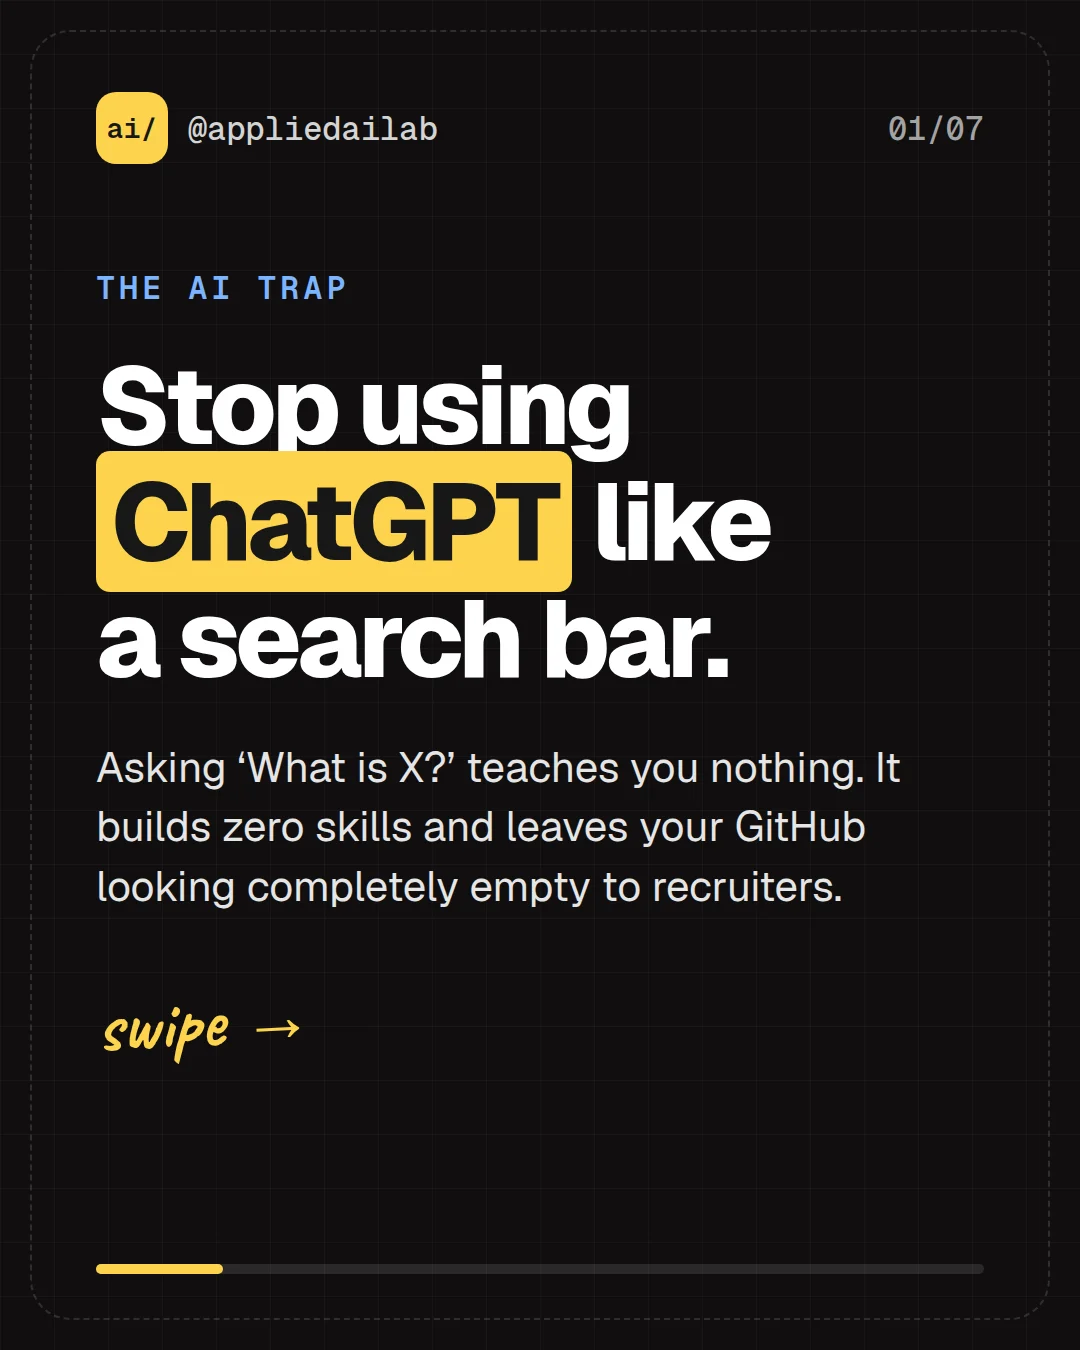 ai/ @appliedailab 01/07
THE AI TRAP
Stop using
ChatGPT like
a search bar.
Asking ‘What is X?’ teaches you nothing. It
builds zero skills and leaves your GitHub
looking completely empty to recruiters.
swipe →